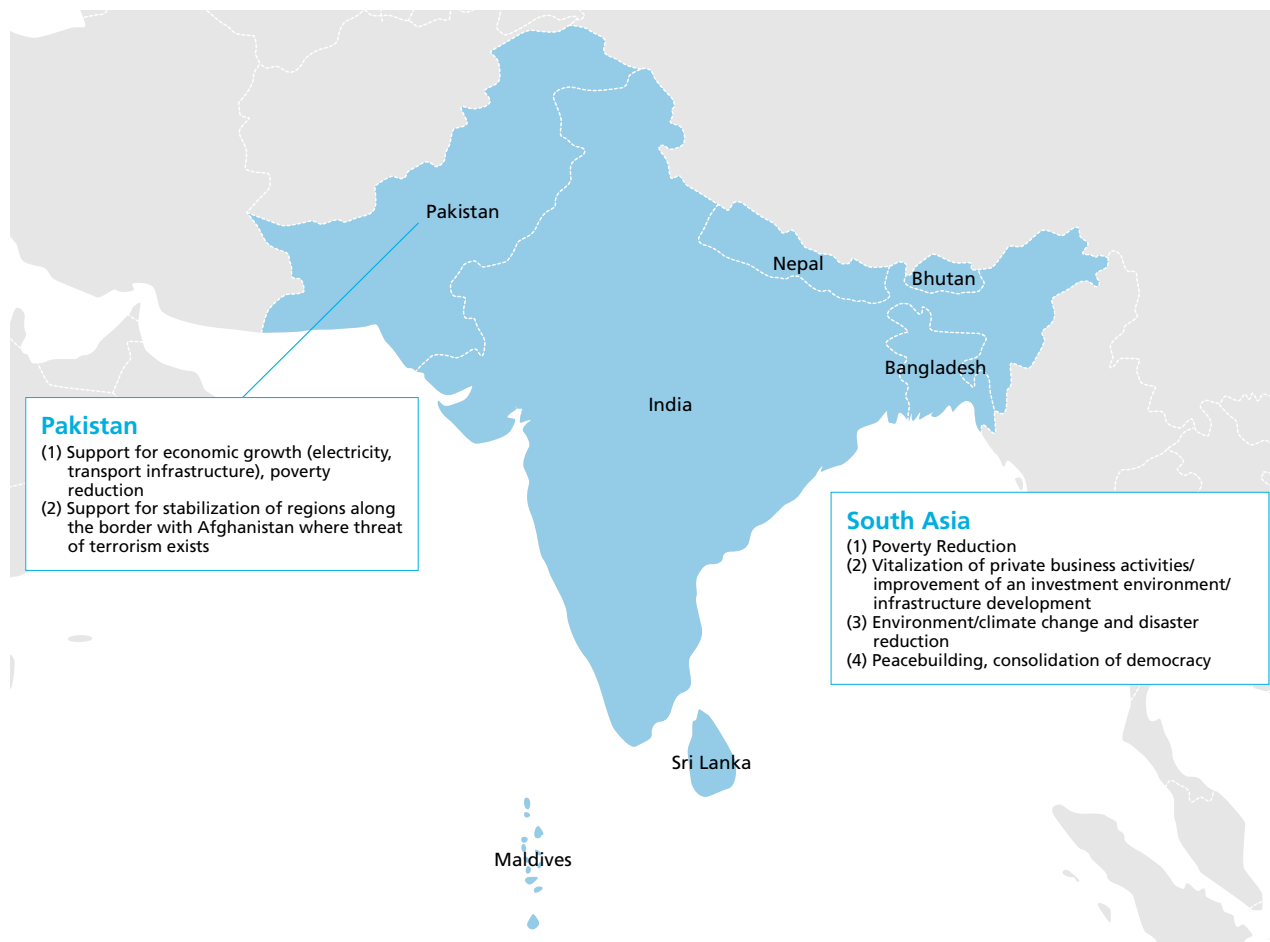 Pakistan
Nepal
Bhutan
Bangladesh
India
Pakistan
(1) Support for economic growth (electricity,
transport infrastructure), poverty
reduction
(2) Support for stabilization of regions along
the border with Afghanistan where threat
of terrorism exists
South Asia
(1) Poverty Reduction
(2) Vitalization of private business activities/
improvement of an investment environment/
infrastructure development
(3) Environment/climate change and disaster
reduction
(4) Peacebuilding, consolidation of democracy
Sri Lanka
Maldives